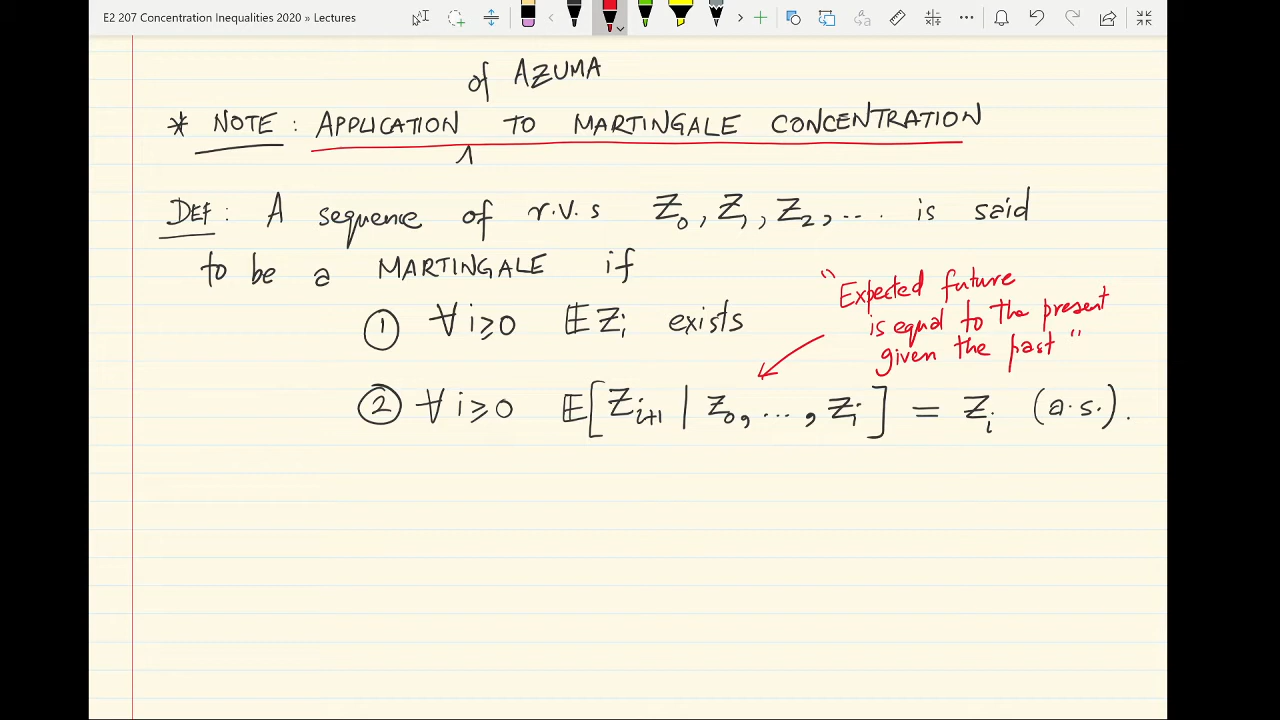 E2 207 Concentration Inequalities 2020 » Lectures
of AZUMA
* NOTE : APPLICATION TO MARTINGALE CONCENTRATION
DEF : A sequence of r.v.s Z₀, Z₁, Z₂, ... is said
to be a MARTINGALE if
① ∀ i≥0 𝔼 Zᵢ exists
"Expected future
is equal to the present
given the past"
② ∀ i≥0 𝔼[Zᵢ₊₁ | Z₀, ..., Zᵢ] = Zᵢ (a.s.).